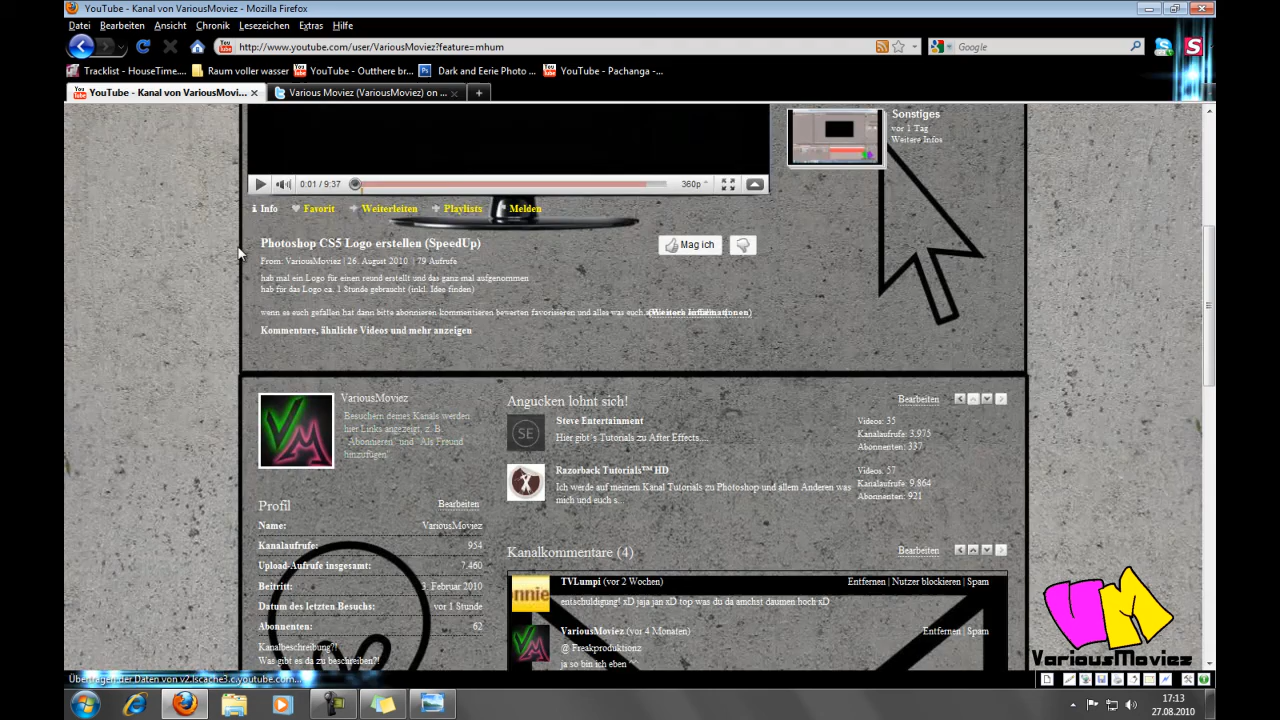 YouTube - Kanal von VariousMoviez - Mozilla Firefox
Datei Bearbeiten Ansicht Chronik Lesezeichen Extras Hilfe
http://www.youtube.com/user/VariousMoviez?feature=mhum
Google
Tracklist - HouseTime.... Raum voller wasser YouTube - Outthere br... Dark and Eerie Photo ... YouTube - Pachanga -...
YouTube - Kanal von VariousMovi... Various Moviez (VariousMoviez) on ...
Sonstiges
vor 1 Tag
Weitere Infos
0:01 / 9:37 360p
Info Favorit Weiterleiten Playlists Melden
Photoshop CS5 Logo erstellen (SpeedUp)
Mag ich
From: VariousMoviez | 26. August 2010 | 79 Aufrufe
hab mal ein Logo für einen reund erstellt und das ganz mal aufgenommen
hab für das Logo ca. 1 Stunde gebraucht (inkl. Idee finden)
wenn es euch gefallen hat dann bitte abonnieren kommentieren bewerten favorisieren und alles was euch
Kommentare, ähnliche Videos und mehr anzeigen
VariousMoviez
Besuchern deines Kanals werden
hier Links angezeigt, z. B.
"Abonnieren" und "Als Freund
hinzufügen".
Angucken lohnt sich!
Bearbeiten
Steve Entertainment
Hier gibt´s Tutorials zu After Effects....
Videos: 35
Kanalaufrufe: 3.975
Abonnenten: 337
Razorback Tutorials™ HD
Ich werde auf meinem Kanal Tutorials zu Photoshop und allem Anderen was
mich und euch s...
Videos: 57
Kanalaufrufe: 9.864
Abonnenten: 921
Profil
Bearbeiten
Name: VariousMoviez
Kanalaufrufe: 954
Upload-Aufrufe insgesamt: 7.460
Beitritt: 3. Februar 2010
Datum des letzten Besuchs: vor 1 Stunde
Abonnenten: 62
Kanalbeschreibung?!
Was gibt es da zu beschreiben?!
Kanalkommentare (4)
Bearbeiten
TVLumpi (vor 2 Wochen)
Entfernen | Nutzer blockieren | Spam
entschuldigung! xD jaja jan xD top was du da amchst daumen hoch xD
VariousMoviez (vor 4 Monaten)
Entfernen | Spam
@ Freakproduktionz
ja so bin ich eben ^^
VM
VariousMoviez
Übertragen der Daten von v2.lscache3.c.youtube.com...
17:13
27.08.2010